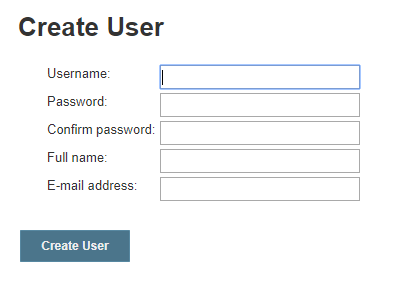 Create User
Username:
Password:
Confirm password:
Full name:
E-mail address:
Create User